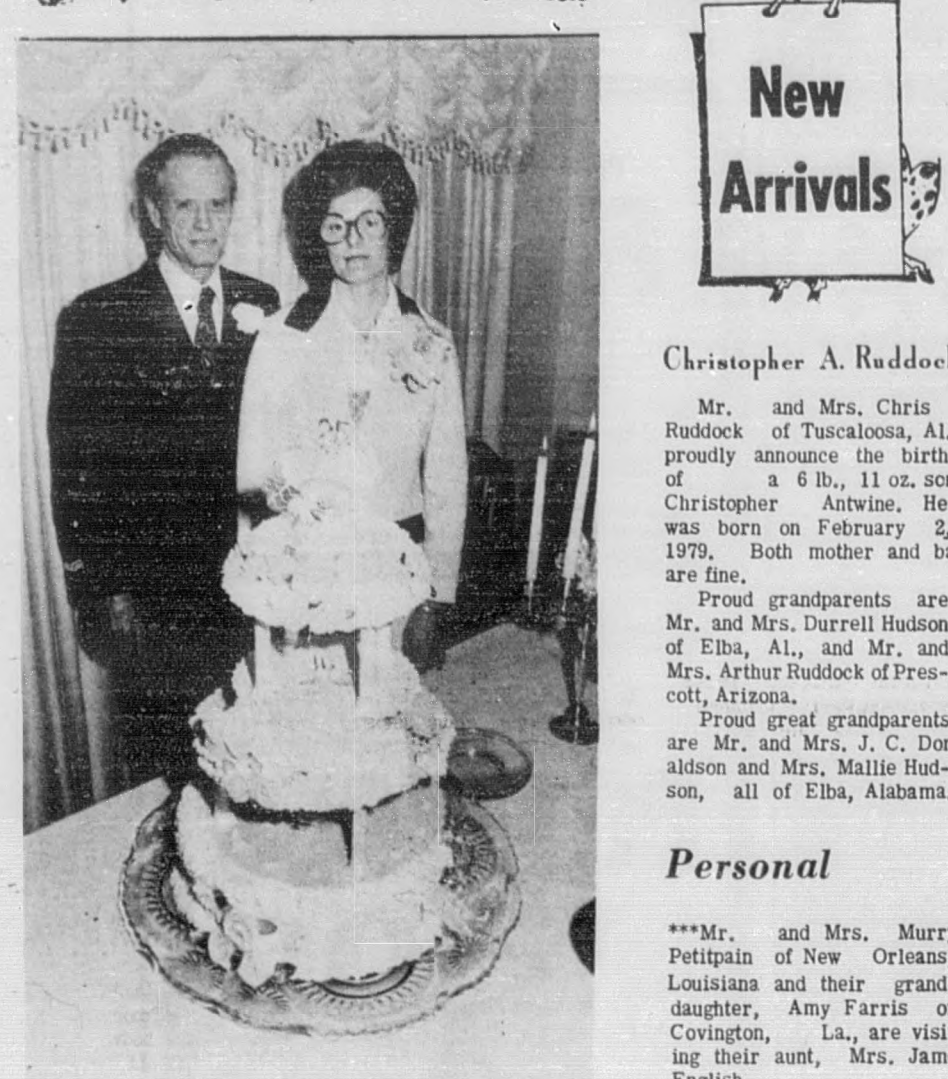 New
Arrivals
Christopher A. Ruddock
Mr. and Mrs. Chris
Ruddock of Tuscaloosa, Al.
proudly announce the birth
of a 6 lb., 11 oz. son
Christopher Antwine. He
was born on February 2,
1979. Both mother and ba
are fine.
Proud grandparents are
Mr. and Mrs. Durrell Hudson
of Elba, Al., and Mr. and
Mrs. Arthur Ruddock of Pres-
cott, Arizona.
Proud great grandparents
are Mr. and Mrs. J. C. Don
aldson and Mrs. Mallie Hud-
son, all of Elba, Alabama.
Personal
***Mr. and Mrs. Murry
Petitpain of New Orleans
Louisiana and their grand
daughter, Amy Farris of
Covington, La., are visi
ing their aunt, Mrs. Jam
English